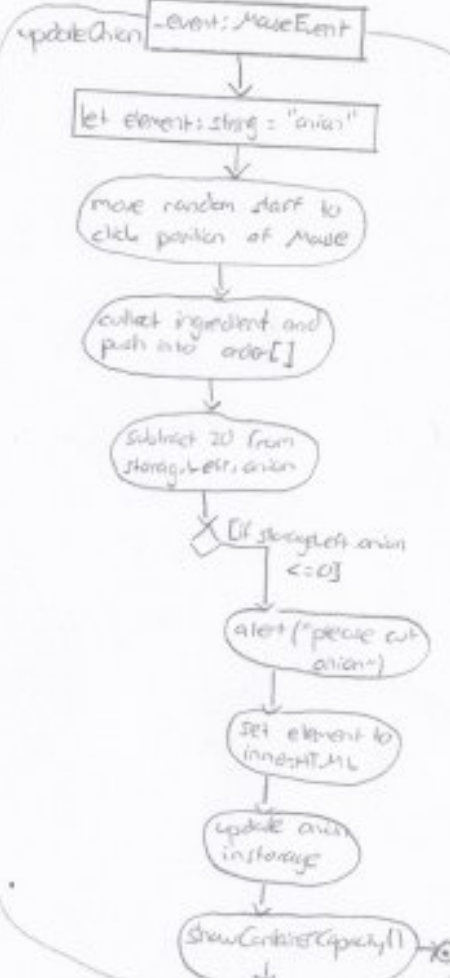 updateOnion
_event: MouseEvent
let element: string = "onion"
move random staff to
click position of Mouse
collect ingredient and
push into order[]
subtract 20 from
storageLeft.onion
[if storageLeft.onion
<=0]
alert("please cut
onion")
set element to
innerHTML
update onion
in storage
showContainerCapacity()